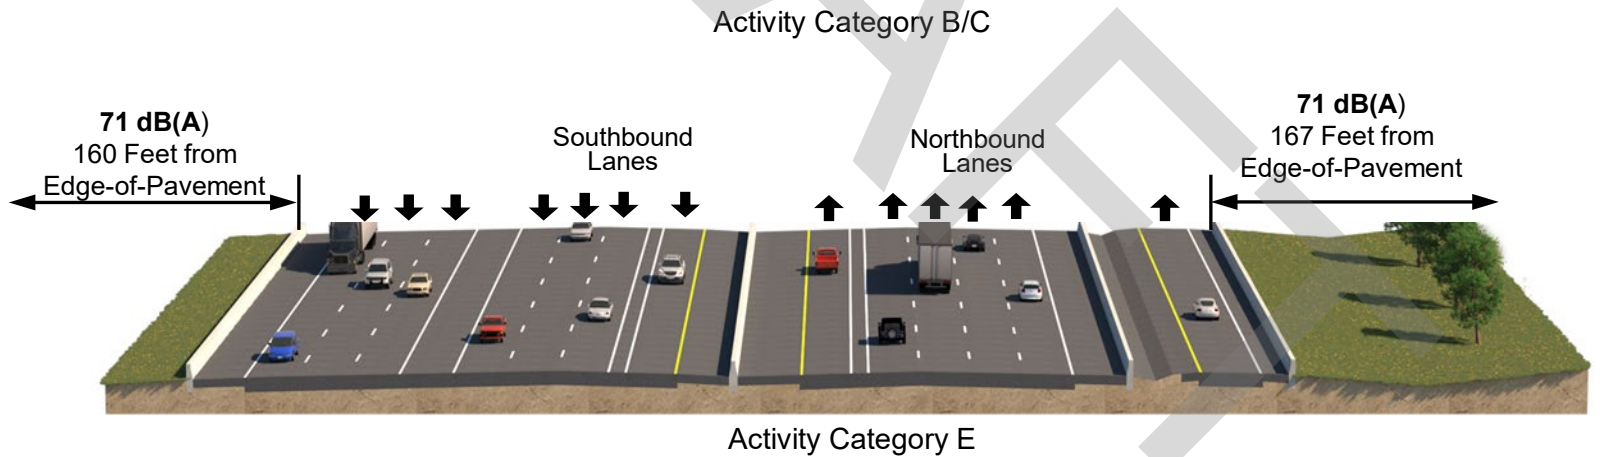 Activity Category B/C
71 dB(A)
160 Feet from
Edge-of-Pavement
Southbound
Lanes
Northbound
Lanes
71 dB(A)
167 Feet from
Edge-of-Pavement
Activity Category E